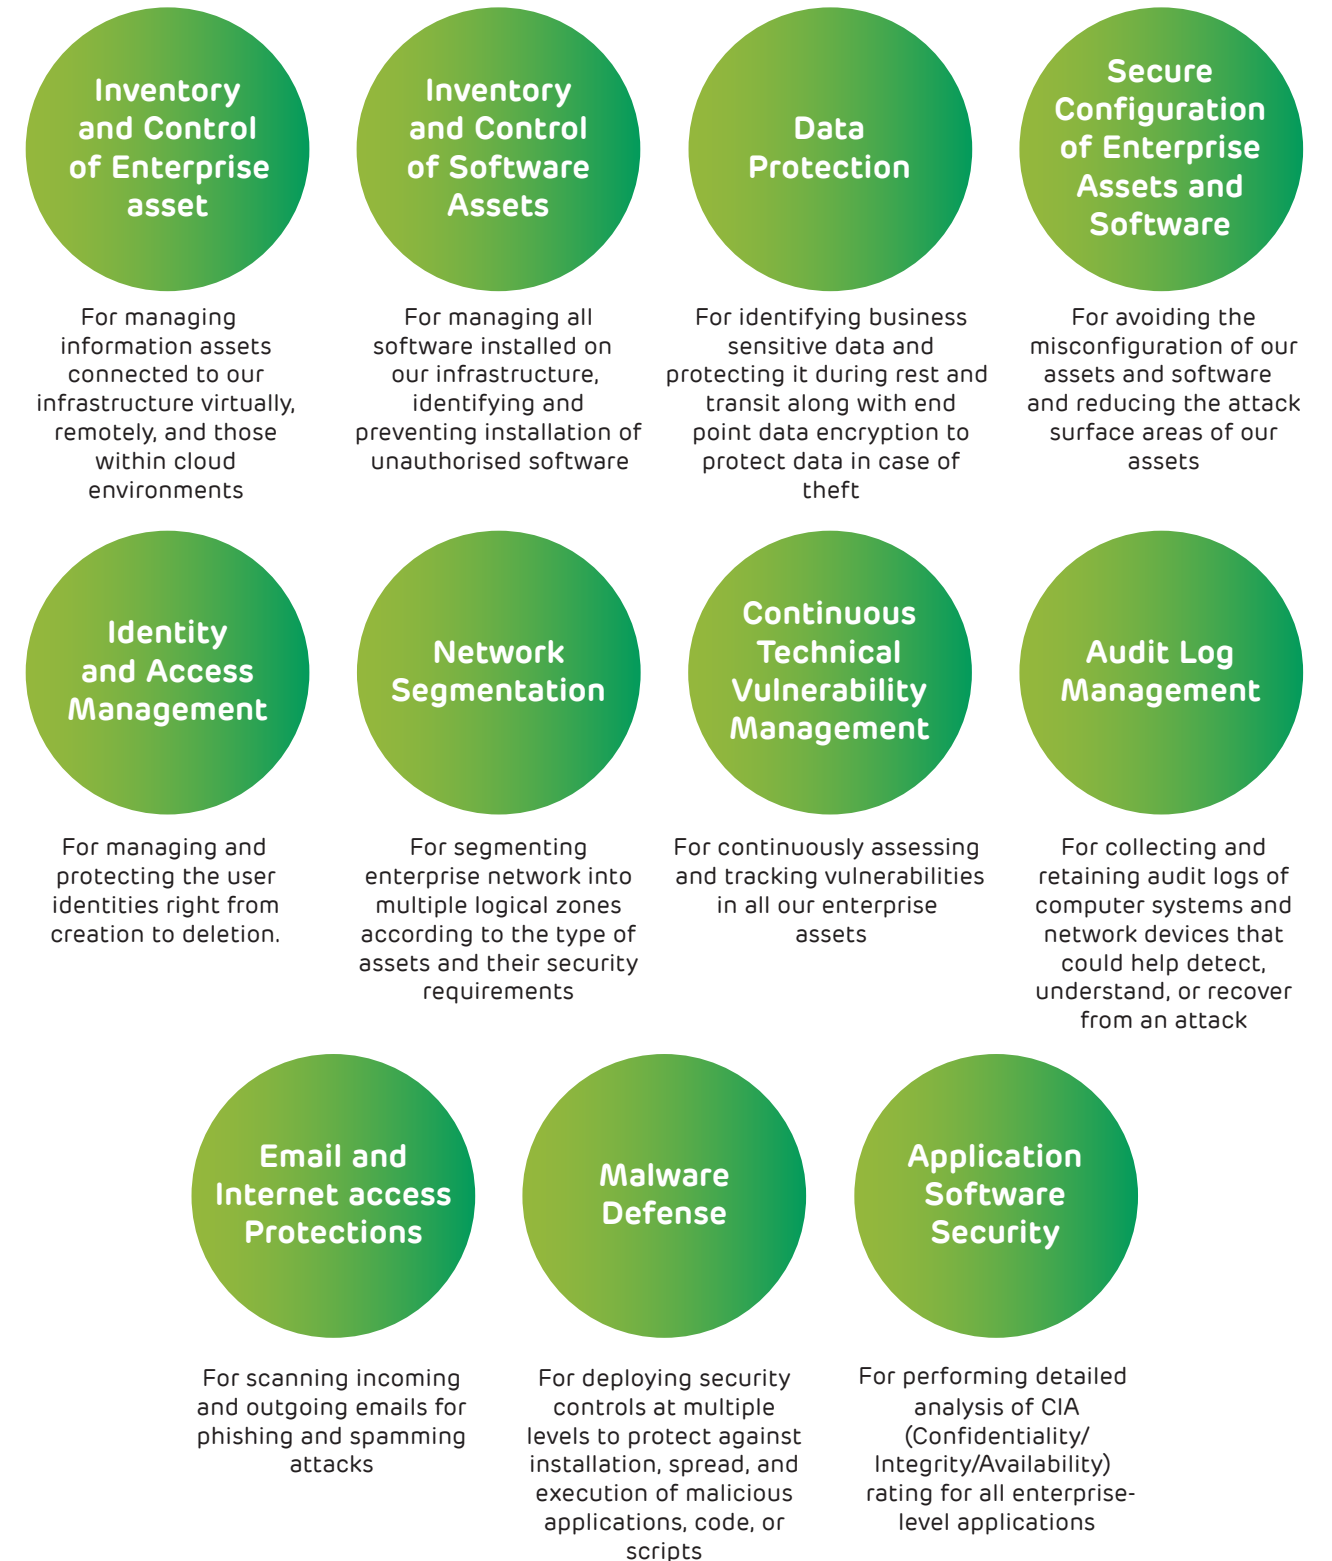 Inventory
and Control
of Enterprise
asset
For managing
information assets
connected to our
infrastructure virtually,
remotely, and those
within cloud
environments
Inventory
and Control
of Software
Assets
For managing all
software installed on
our infrastructure,
identifying and
preventing installation of
unauthorised software
Data
Protection
For identifying business
sensitive data and
protecting it during rest and
transit along with end
point data encryption to
protect data in case of
theft
Secure
Configuration
of Enterprise
Assets and
Software
For avoiding the
misconfiguration of our
assets and software
and reducing the attack
surface areas of our
assets
Identity
and Access
Management
For managing and
protecting the user
identities right from
creation to deletion.
Network
Segmentation
For segmenting
enterprise network into
multiple logical zones
according to the type of
assets and their security
requirements
Continuous
Technical
Vulnerability
Management
For continuously assessing
and tracking vulnerabilities
in all our enterprise
assets
Audit Log
Management
For collecting and
retaining audit logs of
computer systems and
network devices that
could help detect,
understand, or recover
from an attack
Email and
Internet access
Protections
For scanning incoming
and outgoing emails for
phishing and spamming
attacks
Malware
Defense
For deploying security
controls at multiple
levels to protect against
installation, spread, and
execution of malicious
applications, code, or
scripts
Application
Software
Security
For performing detailed
analysis of CIA
(Confidentiality/
Integrity/Availability)
rating for all enterprise-
level applications